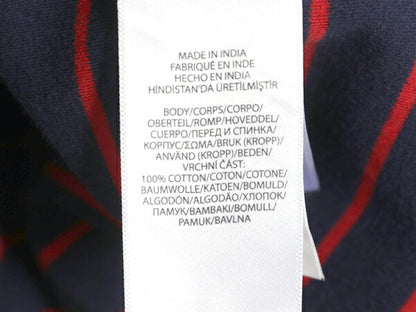 MADE IN INDIA
FABRIQUÉ EN INDE
HECHO EN INDIA
HİNDİSTAN'DA ÜRETİLMİŞTİR
BODY/CORPS/CORPO/
OBERTEIL/ROMP/HOVEDDEL/
CUERPO/ПЕРЕД И СПИНКА/
КОРПУС/ΣΩΜΑ/BRUK (KROPP)/
ANVÄND (KROPP)/BEDEN/
VRCHNÍ ČÁST:
100% COTTON/COTON/COTONE/
BAUMWOLLE/KATOEN/BOMULD/
ALGODÓN/ALGODÃO/ХЛОПОК/
ПАМУК/BAMBAKI/BOMULL/
PAMUK/BAVLNA